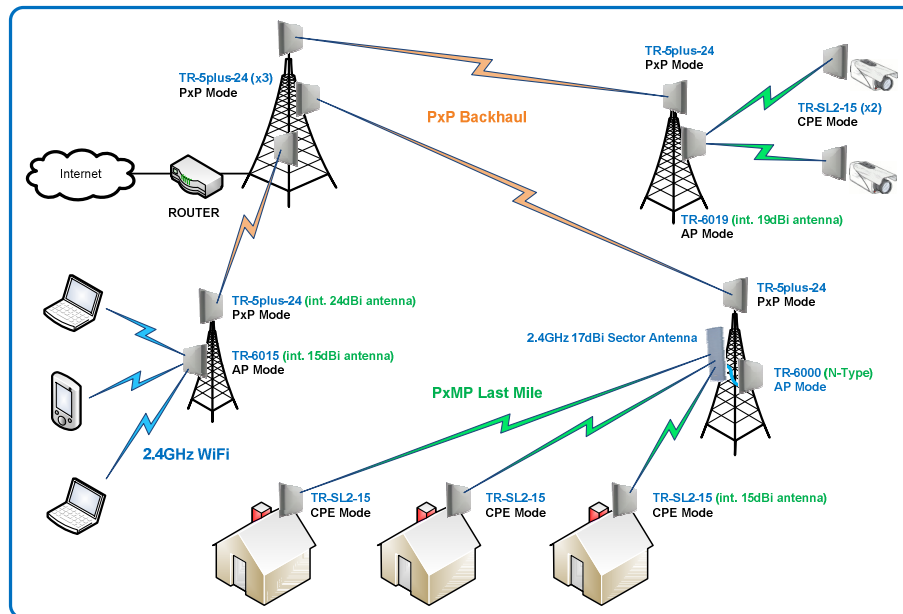 TR-5plus-24 (x3)
PxP Mode
TR-5plus-24
PxP Mode
TR-SL2-15 (x2)
CPE Mode
PxP Backhaul
Internet
ROUTER
TR-6019 (int. 19dBi antenna)
AP Mode
TR-5plus-24 (int. 24dBi antenna)
PxP Mode
TR-5plus-24
PxP Mode
2.4GHz 17dBi Sector Antenna
TR-6015 (int. 15dBi antenna)
AP Mode
TR-6000 (N-Type)
AP Mode
PxMP Last Mile
2.4GHz WiFi
TR-SL2-15
CPE Mode
TR-SL2-15
CPE Mode
TR-SL2-15 (int. 15dBi antenna)
CPE Mode